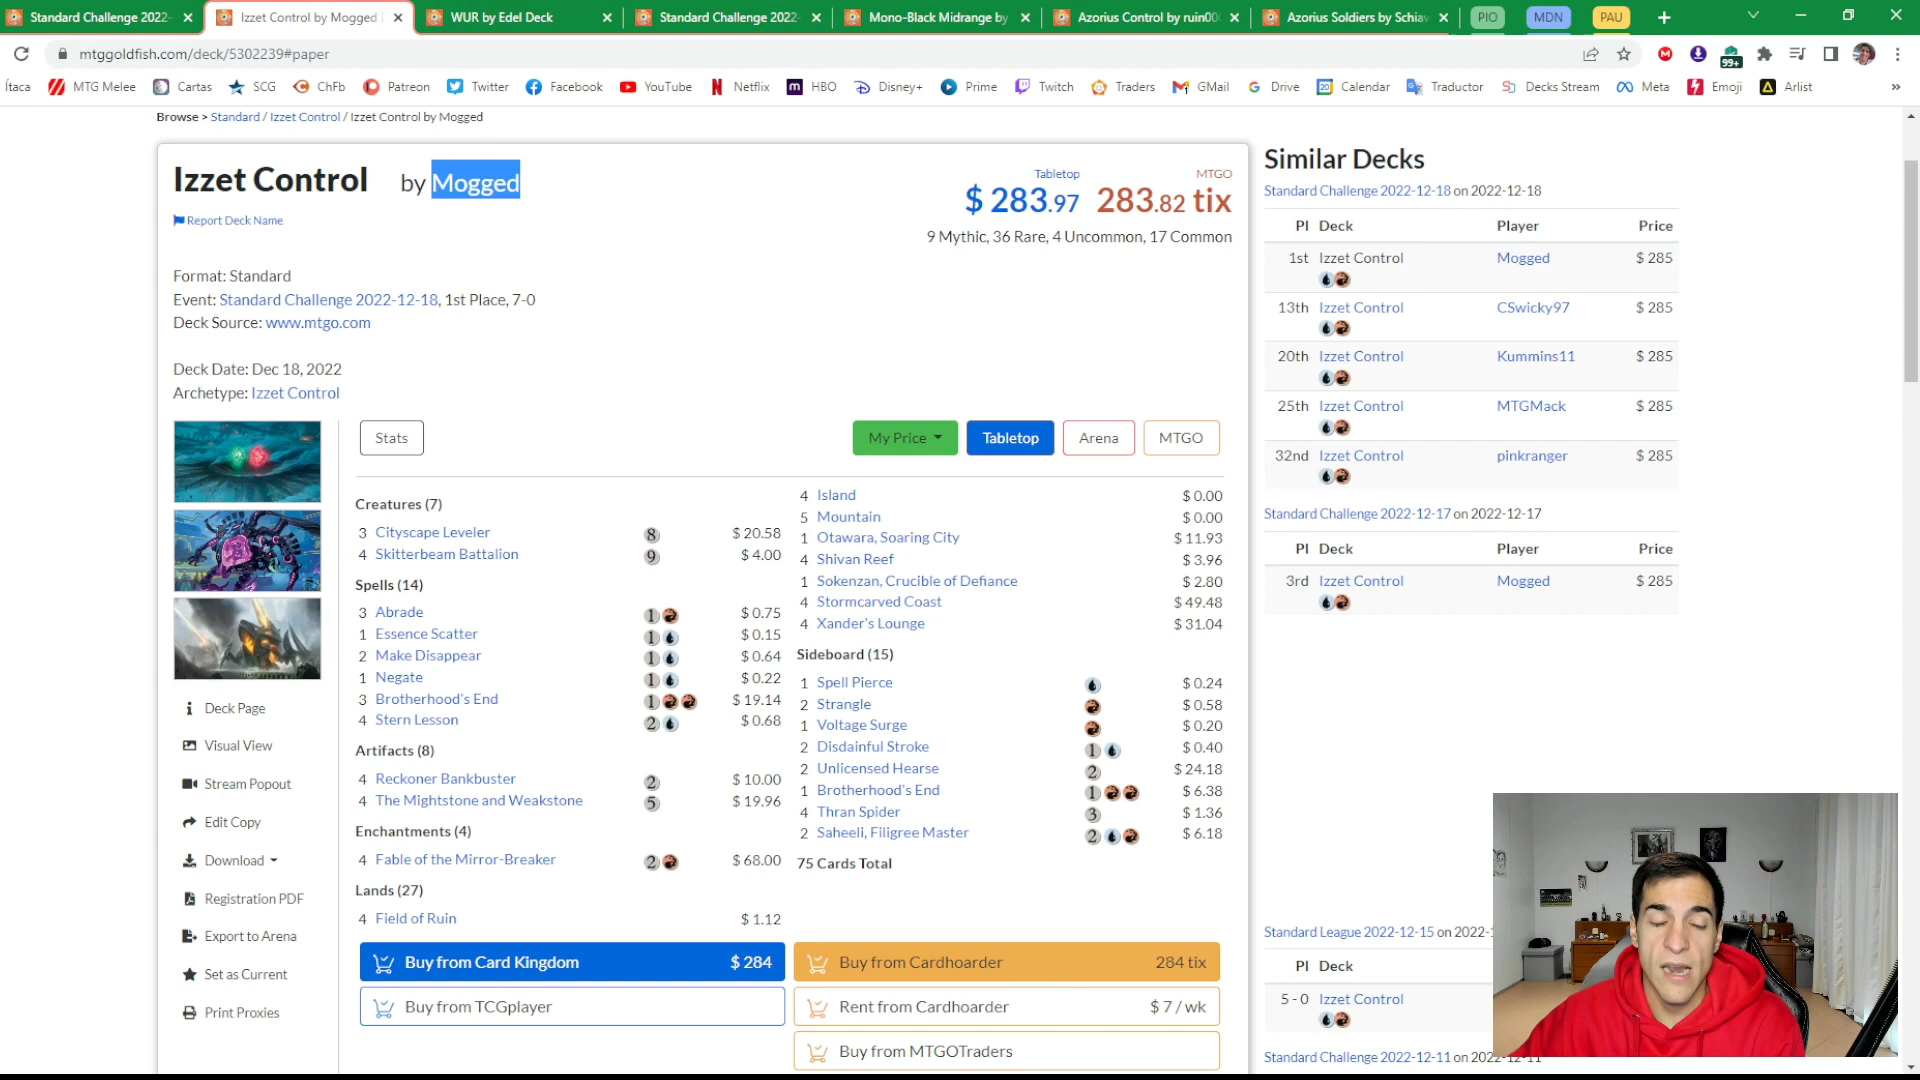 Standard Challenge 2022-
Izzet Control by Mogged
WUR by Edel Deck
Standard Challenge 2022-
Mono-Black Midrange by
Azorius Control by ruin00
Azorius Soldiers by Schiav
PIO
MDN
PAU
mtggoldfish.com/deck/5302239#paper
99+
Ítaca
MTG Melee
Cartas
SCG
ChFb
Patreon
Twitter
Facebook
YouTube
Netflix
HBO
Disney+
Prime
Twitch
Traders
GMail
Drive
Calendar
Traductor
Decks Stream
Meta
Emoji
Arlist
Browse > Standard / Izzet Control / Izzet Control by Mogged
Izzet Control by Mogged
Report Deck Name
Tabletop
$ 283.97
MTGO
283.82 tix
9 Mythic, 36 Rare, 4 Uncommon, 17 Common
Format: Standard
Event: Standard Challenge 2022-12-18, 1st Place, 7-0
Deck Source: www.mtgo.com
Deck Date: Dec 18, 2022
Archetype: Izzet Control
Stats
My Price
Tabletop
Arena
MTGO
Deck Page
Visual View
Stream Popout
Edit Copy
Download
Registration PDF
Export to Arena
Set as Current
Print Proxies
Creatures (7)
3 Cityscape Leveler 8 $ 20.58
4 Skitterbeam Battalion 9 $ 4.00
Spells (14)
3 Abrade 1 $ 0.75
1 Essence Scatter 1 $ 0.15
2 Make Disappear 1 $ 0.64
1 Negate 1 $ 0.22
3 Brotherhood's End 1 $ 19.14
4 Stern Lesson 2 $ 0.68
Artifacts (8)
4 Reckoner Bankbuster 2 $ 10.00
4 The Mightstone and Weakstone 5 $ 19.96
Enchantments (4)
4 Fable of the Mirror-Breaker 2 $ 68.00
Lands (27)
4 Field of Ruin $ 1.12
4 Island $ 0.00
5 Mountain $ 0.00
1 Otawara, Soaring City $ 11.93
4 Shivan Reef $ 3.96
1 Sokenzan, Crucible of Defiance $ 2.80
4 Stormcarved Coast $ 49.48
4 Xander's Lounge $ 31.04
Sideboard (15)
1 Spell Pierce $ 0.24
2 Strangle $ 0.58
1 Voltage Surge $ 0.20
2 Disdainful Stroke 1 $ 0.40
2 Unlicensed Hearse 2 $ 24.18
1 Brotherhood's End 1 $ 6.38
4 Thran Spider 3 $ 1.36
2 Saheeli, Filigree Master 2 $ 6.18
75 Cards Total
Buy from Card Kingdom $ 284
Buy from TCGplayer
Buy from Cardhoarder 284 tix
Rent from Cardhoarder $ 7 / wk
Buy from MTGOTraders
Similar Decks
Standard Challenge 2022-12-18 on 2022-12-18
Pl Deck Player Price
1st Izzet Control Mogged $ 285
13th Izzet Control CSwicky97 $ 285
20th Izzet Control Kummins11 $ 285
25th Izzet Control MTGMack $ 285
32nd Izzet Control pinkranger $ 285
Standard Challenge 2022-12-17 on 2022-12-17
Pl Deck Player Price
3rd Izzet Control Mogged $ 285
Standard League 2022-12-15 on 2022-1
Pl Deck
5 - 0 Izzet Control
Standard Challenge 2022-12-11 on 2022-12-11